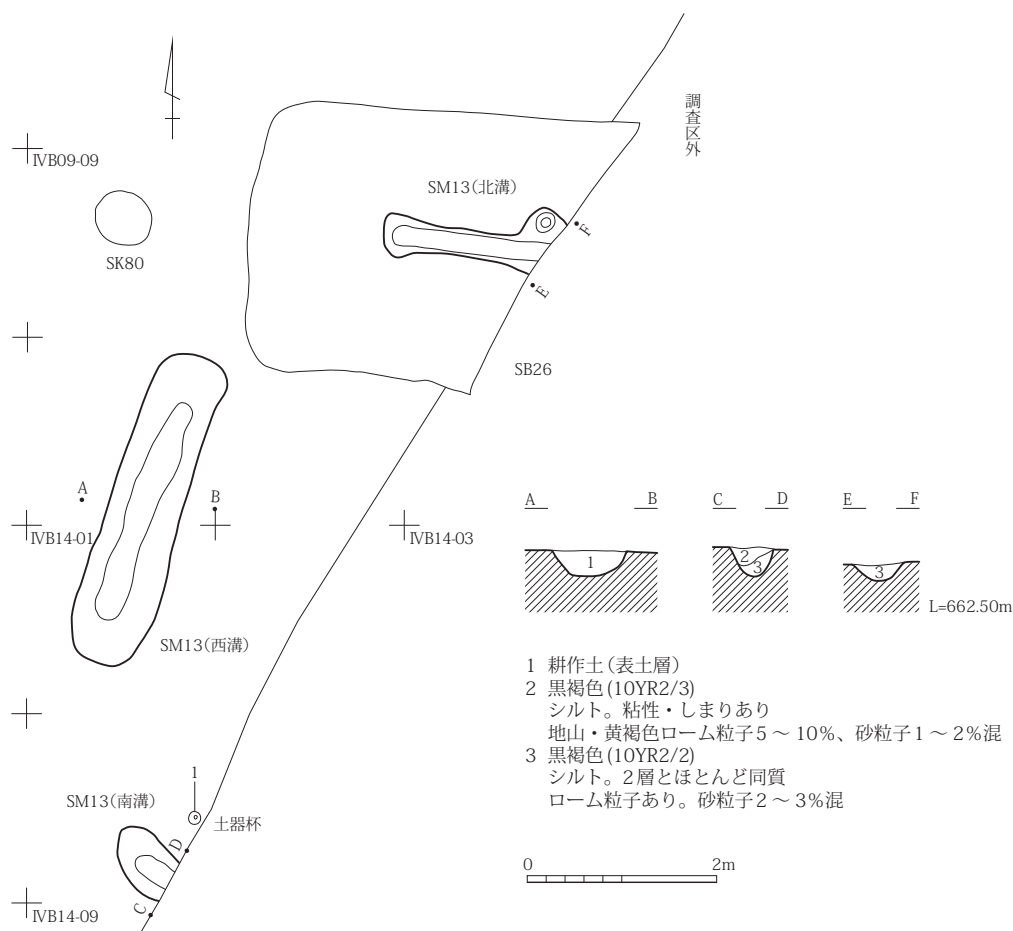 調査区外
IVB09-09
SM13(北溝)
SK80
F
E
SB26
A
B
IVB14-01
IVB14-03
SM13(西溝)
A B
C D
E F
1
2
3
3
L=662.50m
1 耕作土(表土層)
2 黒褐色(10YR2/3)
シルト。粘性・しまりあり
地山・黄褐色ローム粒子5～10%、砂粒子1～2%混
3 黒褐色(10YR2/2)
シルト。2層とほとんど同質
ローム粒子あり。砂粒子2～3%混
1
SM13(南溝)
土器杯
D
C
IVB14-09
0 2m